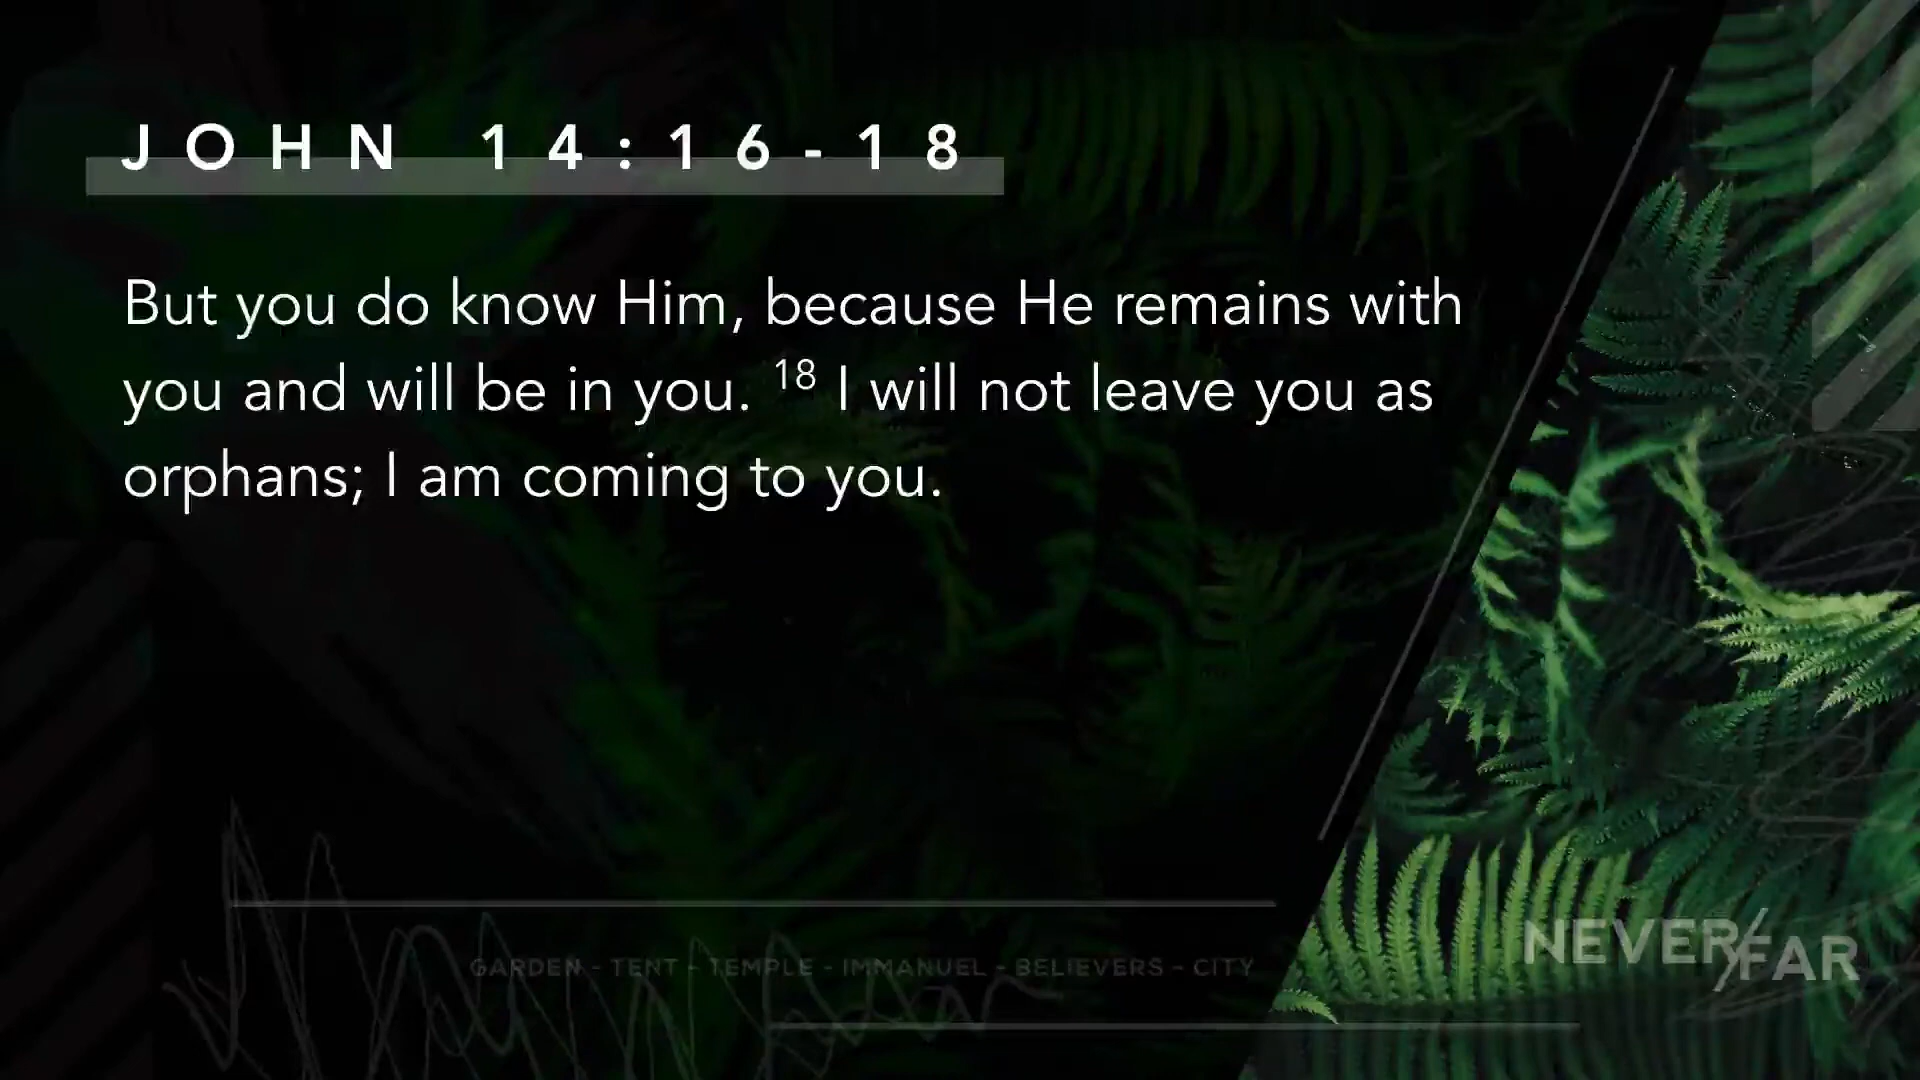 JOHN 14:16-18
But you do know Him, because He remains with
you and will be in you. 18 I will not leave you as
orphans; I am coming to you.
GARDEN - TENT - TEMPLE - IMMANUEL - BELIEVERS - CITY
NEVER/FAR